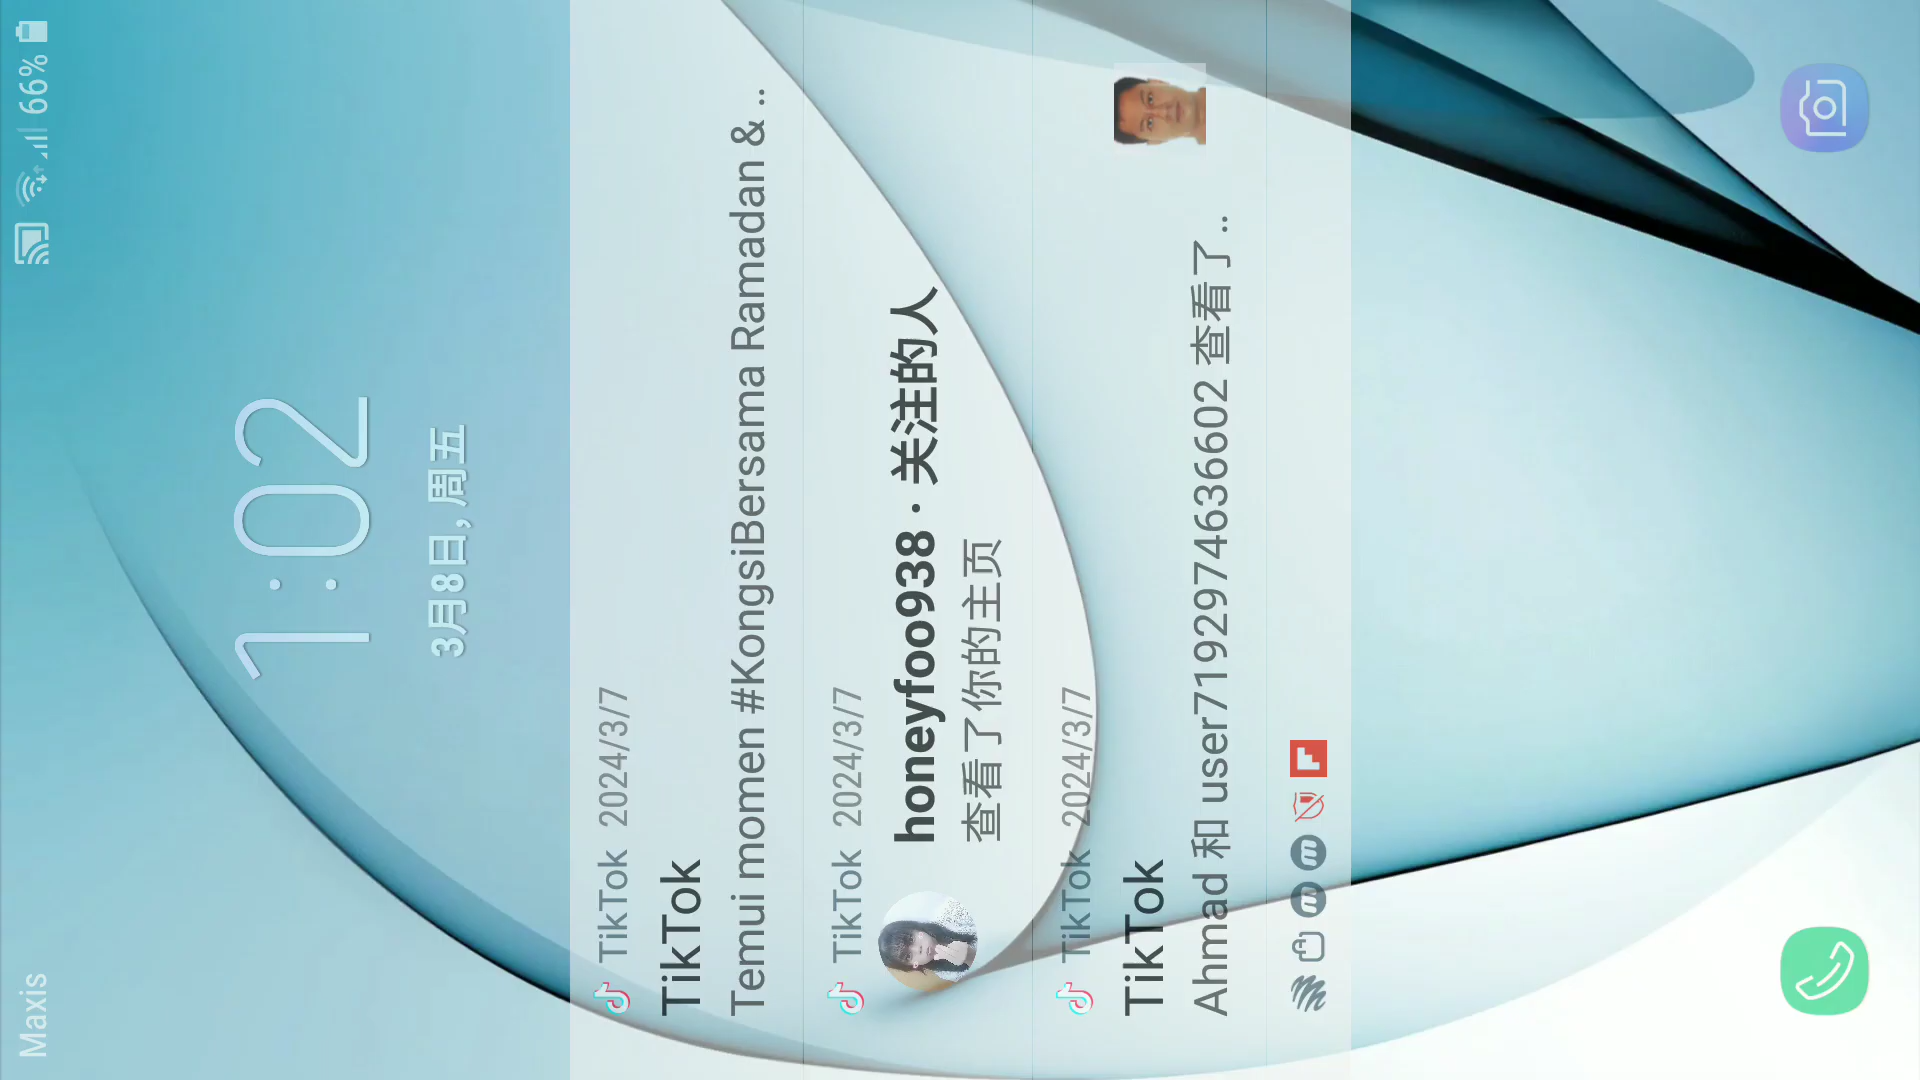 Maxis 66%
1:02
3月8日, 周五
TikTok 2024/3/7
TikTok
Temui momen #KongsiBersama Ramadan & ..
TikTok 2024/3/7
honeyfoo938 · 关注的人
查看了你的主页
TikTok 2024/3/7
TikTok
Ahmad 和 user7192974636602 查看了 ..